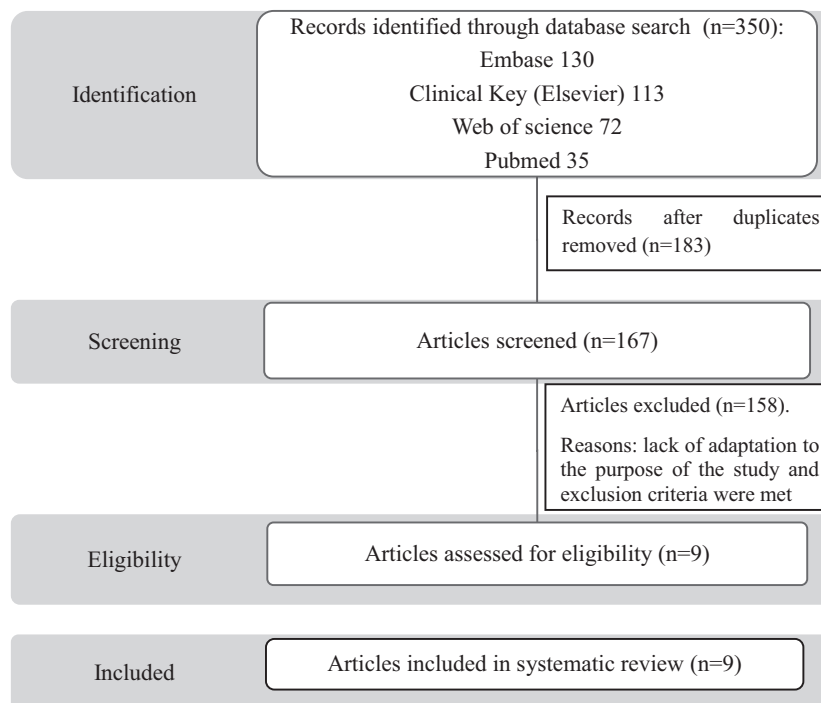 Identification
Records identified through database search (n=350):
Embase 130
Clinical Key (Elsevier) 113
Web of science 72
Pubmed 35
Records after duplicates
removed (n=183)
Screening
Articles screened (n=167)
Articles excluded (n=158).
Reasons: lack of adaptation to
the purpose of the study and
exclusion criteria were met
Eligibility
Articles assessed for eligibility (n=9)
Included
Articles included in systematic review (n=9)